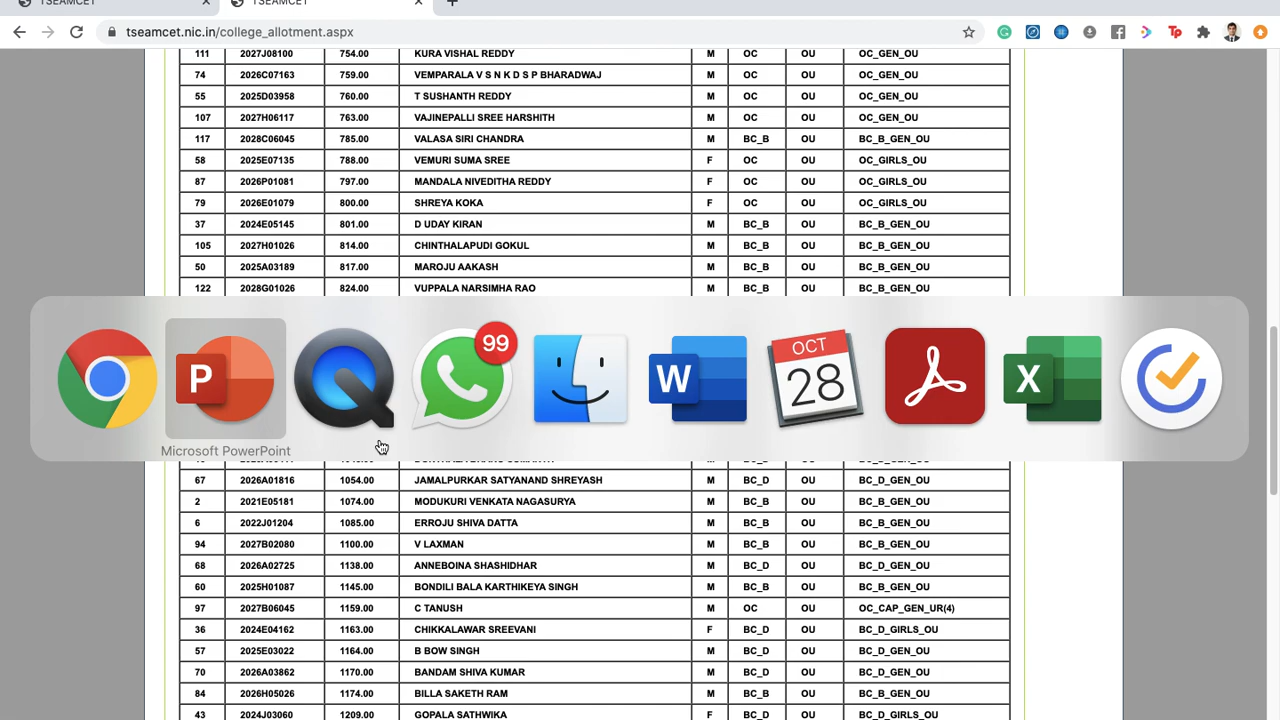 TSEAMCET
TSEAMCET
tseamcet.nic.in/college_allotment.aspx
111 2027J08100 754.00 KURA VISHAL REDDY M OC OU OC_GEN_OU
74 2026C07163 759.00 VEMPARALA V S N K D S P BHARADWAJ M OC OU OC_GEN_OU
55 2025D03958 760.00 T SUSHANTH REDDY M OC OU OC_GEN_OU
107 2027H06117 763.00 VAJINEPALLI SREE HARSHITH M OC OU OC_GEN_OU
117 2028C06045 785.00 VALASA SIRI CHANDRA M BC_B OU BC_B_GEN_OU
58 2025E07135 788.00 VEMURI SUMA SREE F OC OU OC_GIRLS_OU
87 2026P01081 797.00 MANDALA NIVEDITHA REDDY F OC OU OC_GIRLS_OU
79 2026E01079 800.00 SHREYA KOKA F OC OU OC_GIRLS_OU
37 2024E05145 801.00 D UDAY KIRAN M BC_B OU BC_B_GEN_OU
105 2027H01026 814.00 CHINTHALAPUDI GOKUL M BC_B OU BC_B_GEN_OU
50 2025A03189 817.00 MAROJU AAKASH M BC_B OU BC_B_GEN_OU
122 2028G01026 824.00 VUPPALA NARSIMHA RAO M BC_B OU BC_B_GEN_OU
P 99 W OCT 28 X
Microsoft PowerPoint
67 2026A01816 1054.00 JAMALPURKAR SATYANAND SHREYASH M BC_D OU BC_D_GEN_OU
2 2021E05181 1074.00 MODUKURI VENKATA NAGASURYA M BC_B OU BC_B_GEN_OU
6 2022J01204 1085.00 ERROJU SHIVA DATTA M BC_B OU BC_B_GEN_OU
94 2027B02080 1100.00 V LAXMAN M BC_B OU BC_B_GEN_OU
68 2026A02725 1138.00 ANNEBOINA SHASHIDHAR M BC_D OU BC_D_GEN_OU
60 2025H01087 1145.00 BONDILI BALA KARTHIKEYA SINGH M BC_B OU BC_B_GEN_OU
97 2027B06045 1159.00 C TANUSH M OC OU OC_CAP_GEN_UR(4)
36 2024E04162 1163.00 CHIKKALAWAR SREEVANI F BC_D OU BC_D_GIRLS_OU
57 2025E03022 1164.00 B BOW SINGH M BC_D OU BC_D_GEN_OU
70 2026A03862 1170.00 BANDAM SHIVA KUMAR M BC_D OU BC_D_GEN_OU
84 2026H05026 1174.00 BILLA SAKETH RAM M BC_B OU BC_B_GEN_OU
43 2024J03060 1209.00 GOPALA SATHWIKA F BC_D OU BC_D_GIRLS_OU